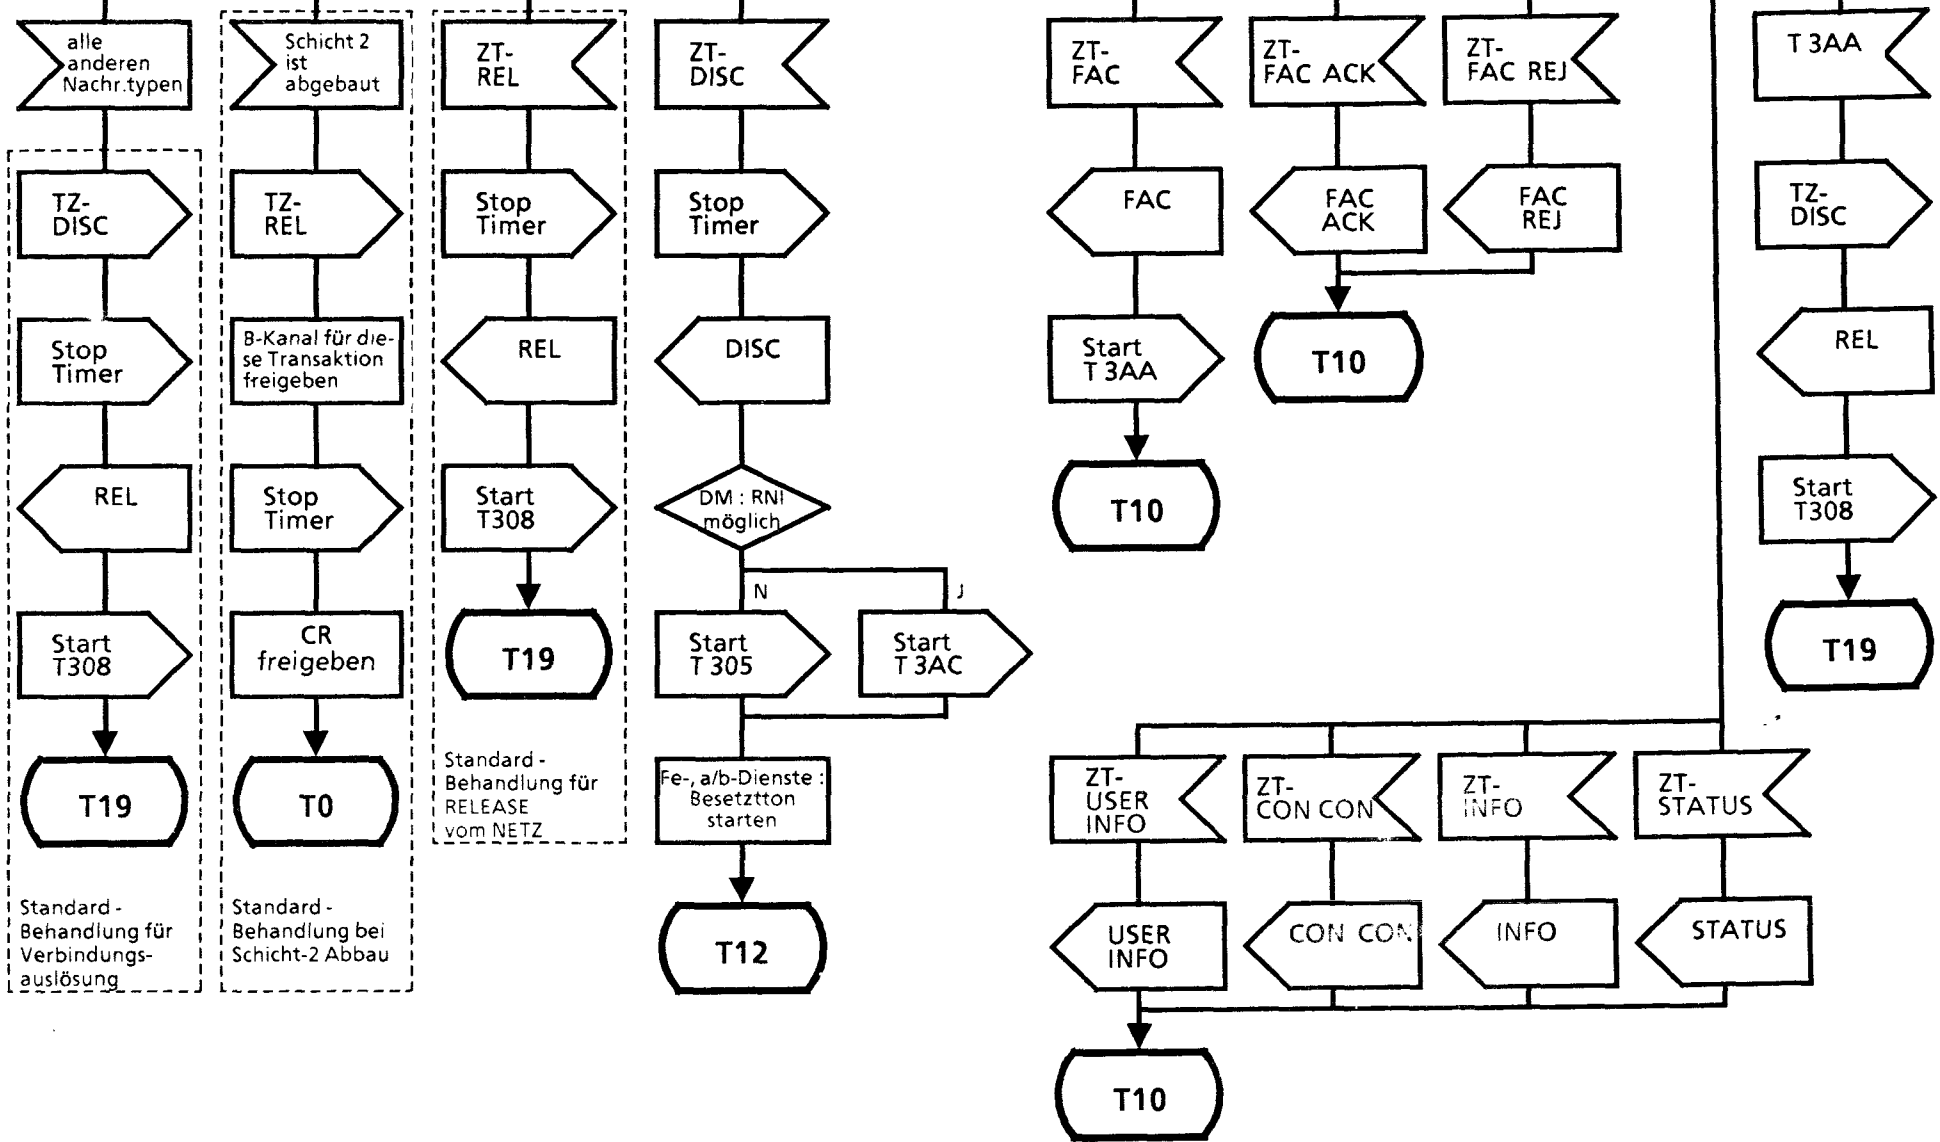 alle
anderen
Nachr.typen
TZ-
DISC
Stop
Timer
REL
Start
T308
T19
Standard -
Behandlung für
Verbindungs-
auslösung
Schicht 2
ist
abgebaut
TZ-
REL
B-Kanal für die-
se Transaktion
freigeben
Stop
Timer
CR
freigeben
T0
Standard -
Behandlung bei
Schicht-2 Abbau
ZT-
REL
Stop
Timer
REL
Start
T308
T19
Standard -
Behandlung für
RELEASE
vom NETZ
ZT-
DISC
Stop
Timer
DISC
DM : RNI
möglich
N
J
Start
T 305
Start
T 3AC
Fe-, a/b-Dienste :
Besetztton
starten
T12
ZT-
FAC
FAC
Start
T 3AA
T10
ZT-
FAC ACK
FAC
ACK
T10
ZT-
FAC REJ
FAC
REJ
T 3AA
TZ-
DISC
REL
Start
T308
T19
ZT-
USER
INFO
USER
INFO
ZT-
CON CON
CON CON
ZT-
INFO
INFO
ZT-
STATUS
STATUS
T10